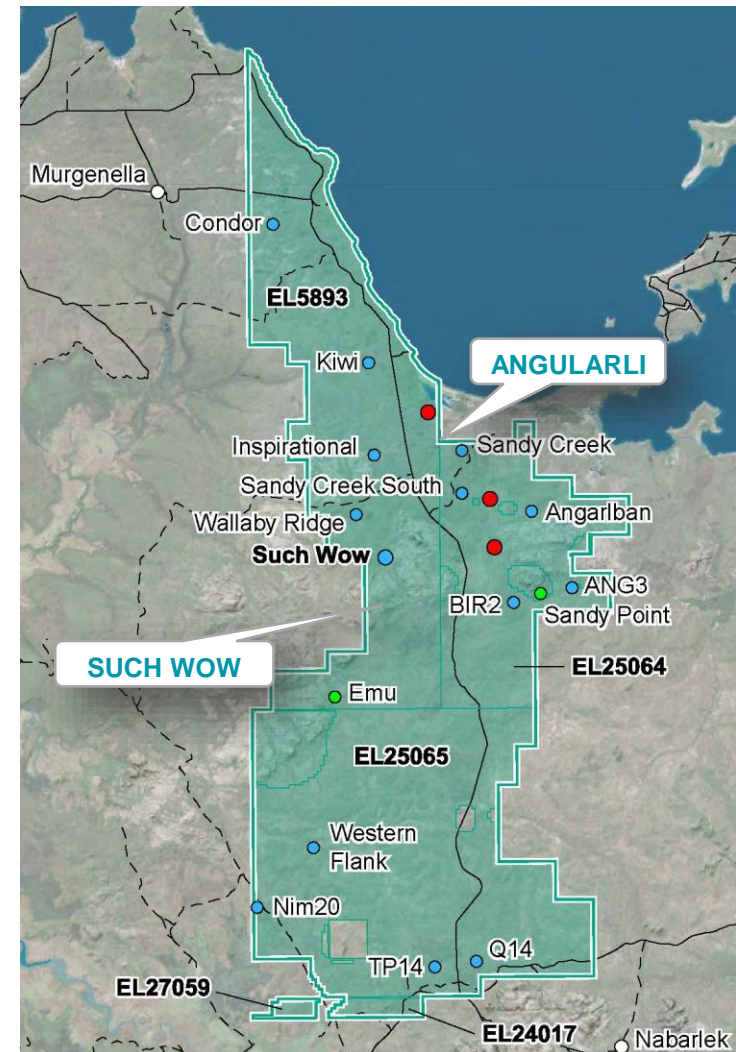 Murgenella
Condor
EL5893
Kiwi
ANGULARLI
Inspirational
Sandy Creek
Sandy Creek South
Wallaby Ridge
Angarlban
Such Wow
ANG3
BIR2
Sandy Point
SUCH WOW
EL25064
Emu
EL25065
Western
Flank
Nim20
TP14
Q14
EL27059
EL24017
Nabarlek